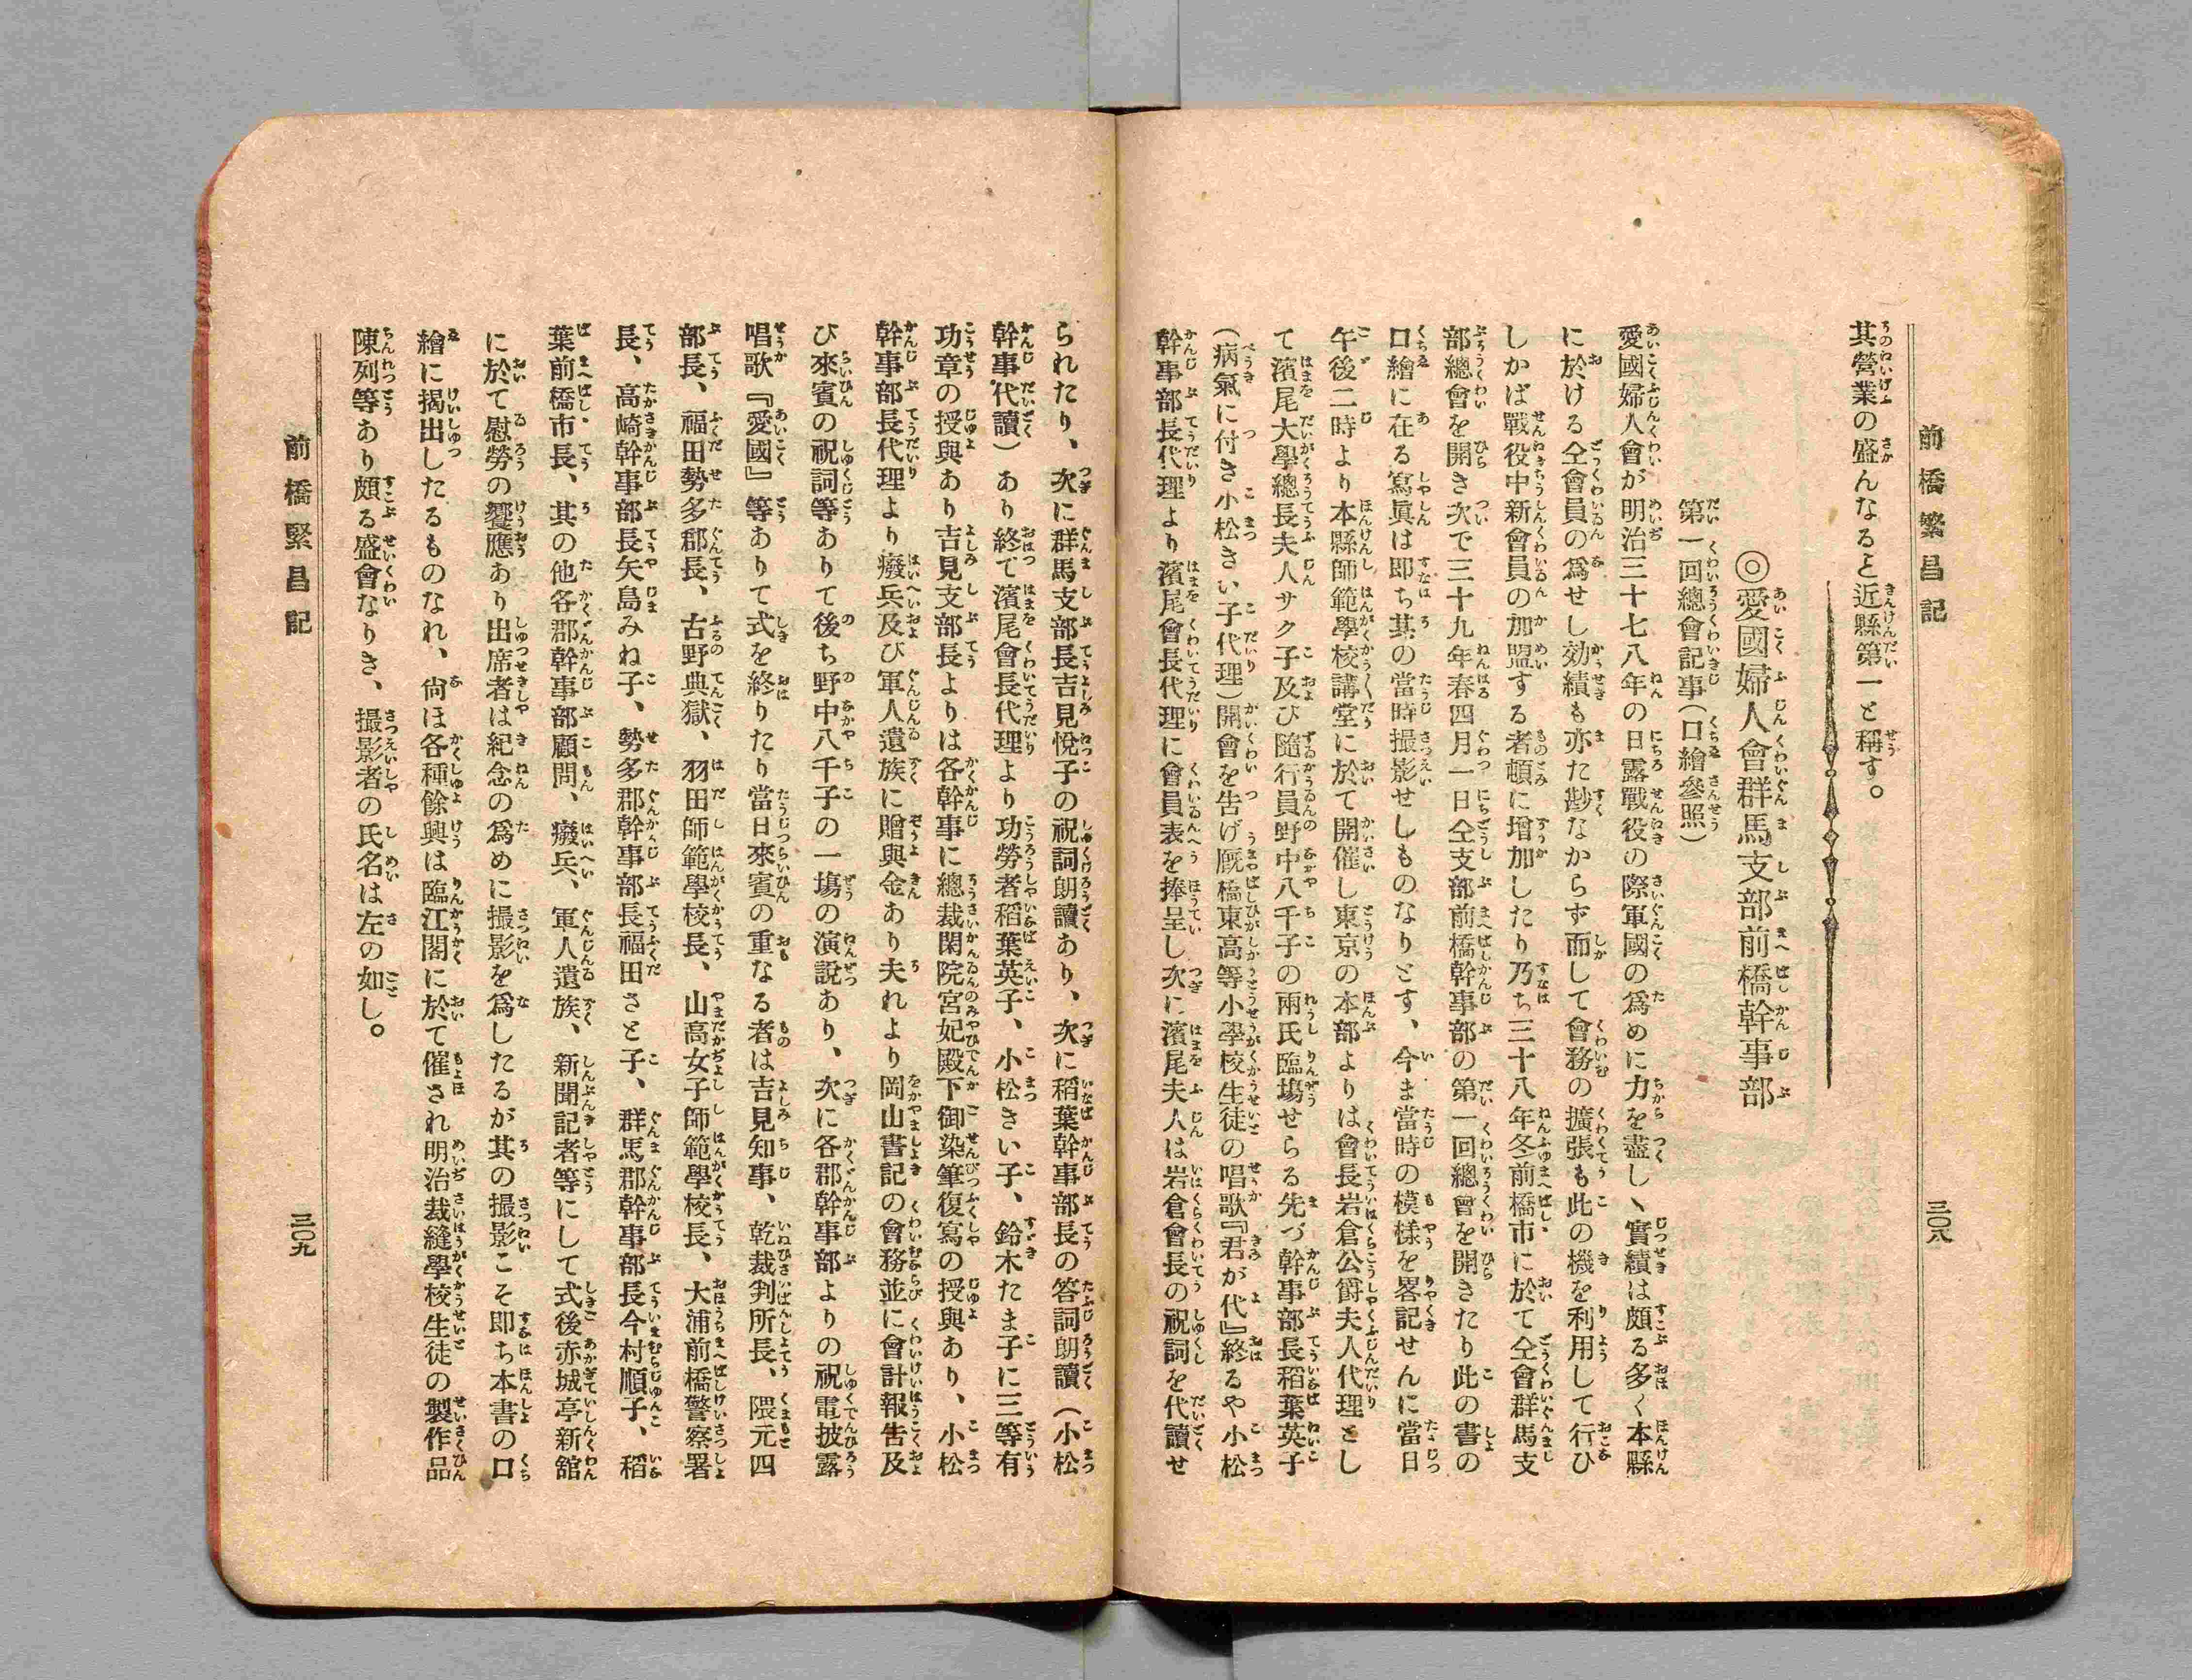 前橋繁昌記
三〇八
其營業の盛んなると近縣第一と稱す。
◎愛國婦人會群馬支部前橋幹事部
第一回總會記事(口繪參照)
愛國婦人會が明治三十七八年の日露戰役の際軍國の爲めに力を盡し、實績は頗る多く本縣
に於ける仝會員の爲せし効績も亦た尠なからず而して會務の擴張も此の機を利用して行ひ
しかば戰役中新會員の加盟する者頓に增加したり乃ち三十八年冬前橋市に於て仝會群馬支
部總會を開き次で三十九年春四月一日仝支部前橋幹事部の第一回總會を開きたり此の書の
口繪に在る寫眞は即ち其の當時撮影せしものなりとす、今ま當時の模樣を畧記せんに當日
午後二時より本縣師範學校講堂に於て開催し東京の本部よりは會長岩倉公爵夫人代理とし
て濱尾大學總長夫人サク子及び隨行員野中八千子の兩氏臨塲せらる先づ幹事部長稻葉英子
(病氣に付き小松きい子代理)開會を告げ厩橋東高等小學校生徒の唱歌『君が代』終るや小松
幹事部長代理より濱尾會長代理に會員表を捧呈し次に濱尾夫人は岩倉會長の祝詞を代讀せ
られたり、次に群馬支部長吉見悅子の祝詞朗讀あり、次に稻葉幹事部長の答詞朗讀(小松
幹事代讀)あり終て濱尾會長代理より功勞者稻葉英子、小松きい子、鈴木たま子に三等有
功章の授與あり吉見支部長よりは各幹事に總裁閑院宮妃殿下御染筆復寫の授與あり、小松
幹事部長代理より癈兵及び軍人遺族に贈與金あり夫れより岡山書記の會務並に會計報告及
び來賓の祝詞等ありて後ち野中八千子の一塲の演說あり、次に各郡幹事部よりの祝電披露
唱歌『愛國』等ありて式を終りたり當日來賓の重なる者は吉見知事、乾裁判所長、隈元四
部長、福田勢多郡長、古野典獄、羽田師範學校長、山高女子師範學校長、大浦前橋警察署
長、高崎幹事部長矢島みね子、勢多郡幹事部長福田さと子、群馬郡幹事部長今村順子、稻
葉前橋市長、其の他各郡幹事部顧問、癈兵、軍人遺族、新聞記者等にして式後赤城亭新舘
に於て慰勞の饗應あり出席者は紀念の爲めに撮影を爲したるが其の撮影こそ即ち本書の口
繪に揭出したるものなれ、尙ほ各種餘興は臨江閣に於て催され明治裁縫學校生徒の製作品
陳列等あり頗る盛會なりき、撮影者の氏名は左の如し。
前橋繁昌記
三〇九